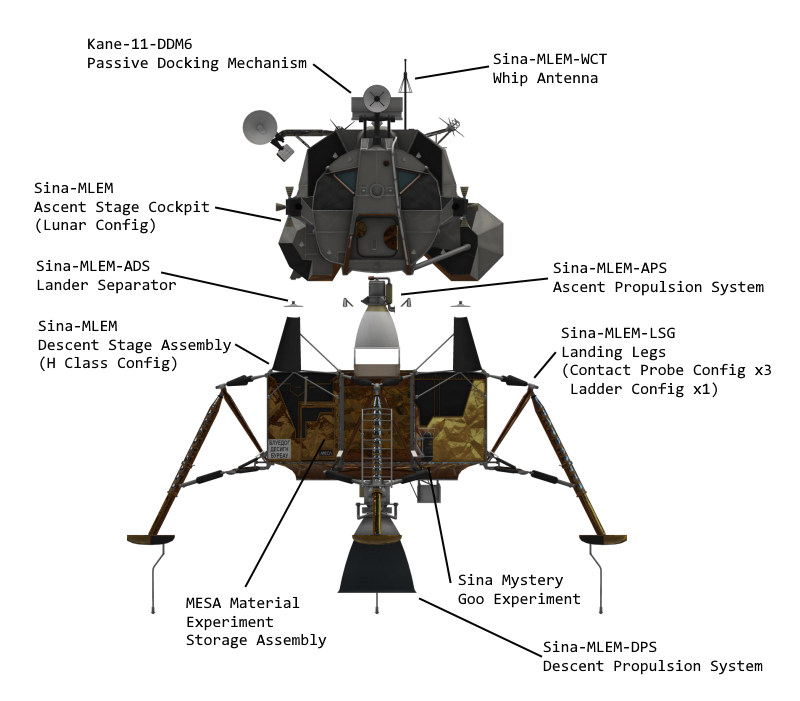 Kane-11-DDM6
Passive Docking Mechanism
Sina-MLEM-WCT
Whip Antenna
Sina-MLEM
Ascent Stage Cockpit
(Lunar Config)
Sina-MLEM-ADS
Lander Separator
Sina-MLEM-APS
Ascent Propulsion System
Sina-MLEM
Descent Stage Assembly
(H Class Config)
Sina-MLEM-LSG
Landing Legs
(Contact Probe Config x3
Ladder Config x1)
БЛУЕДОГ
ДЕСИГН
БУРЕАУ
Sina Mystery
Goo Experiment
MESA Material
Experiment
Storage Assembly
Sina-MLEM-DPS
Descent Propulsion System